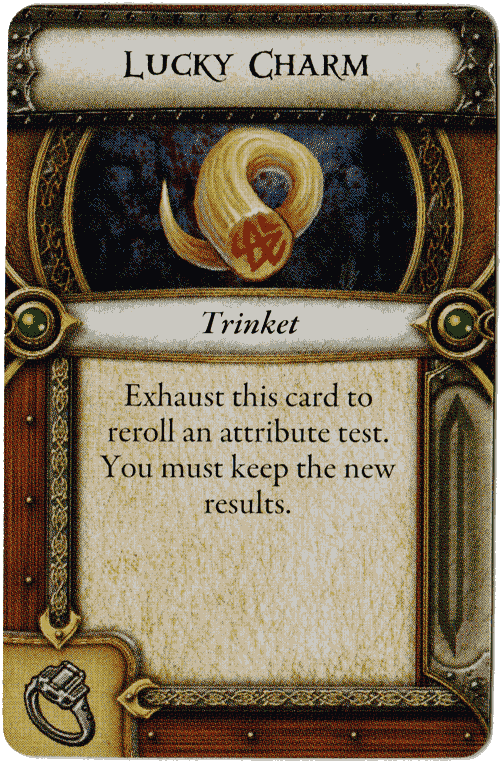 Lucky Charm
Trinket
Exhaust this card to
reroll an attribute test.
You must keep the new
results.